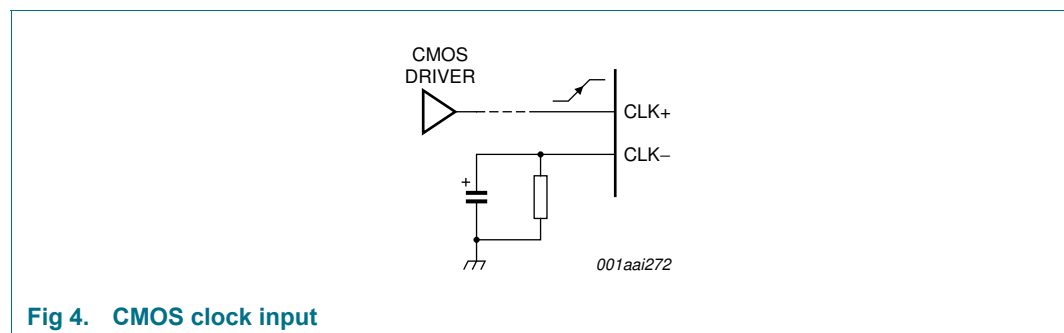 CMOS
DRIVER
CLK+
CLK−
+
001aai272
Fig 4. CMOS clock input